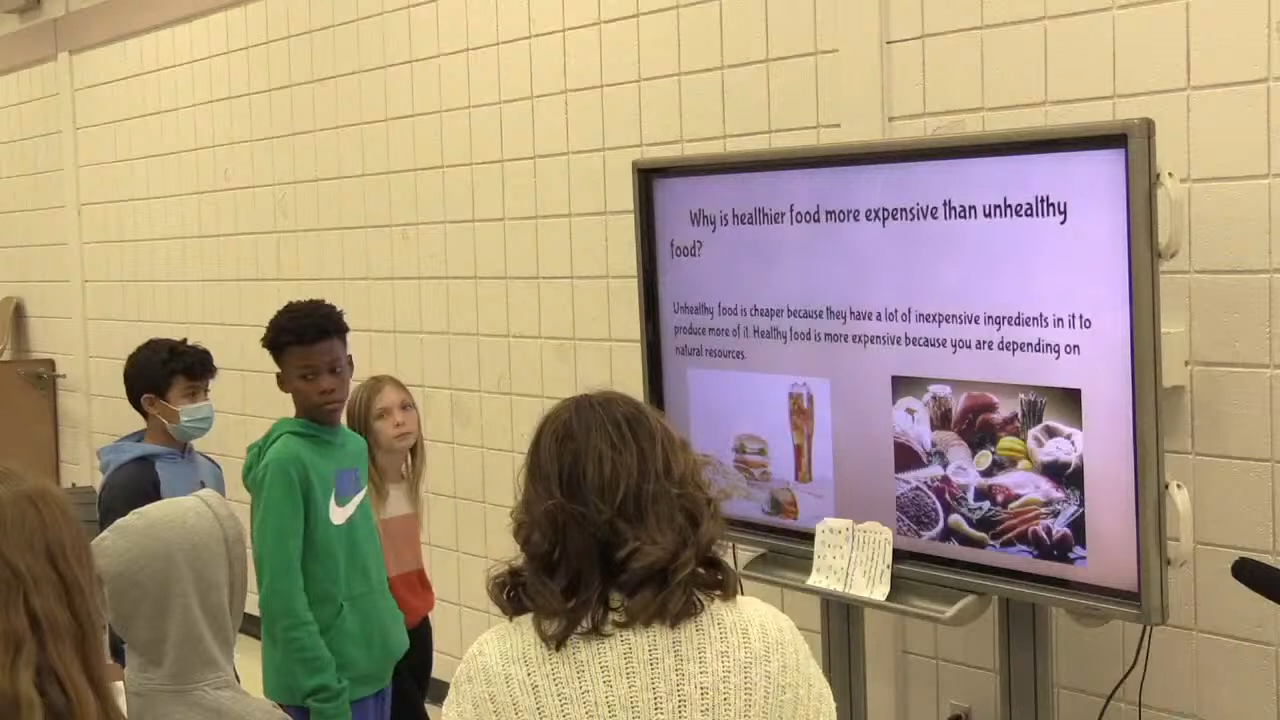 Why is healthier food more expensive than unhealthy
food?
Unhealthy food is cheaper because they have a lot of inexpensive ingredients in it to
produce more of it. Healthy food is more expensive because you are depending on
natural resources.